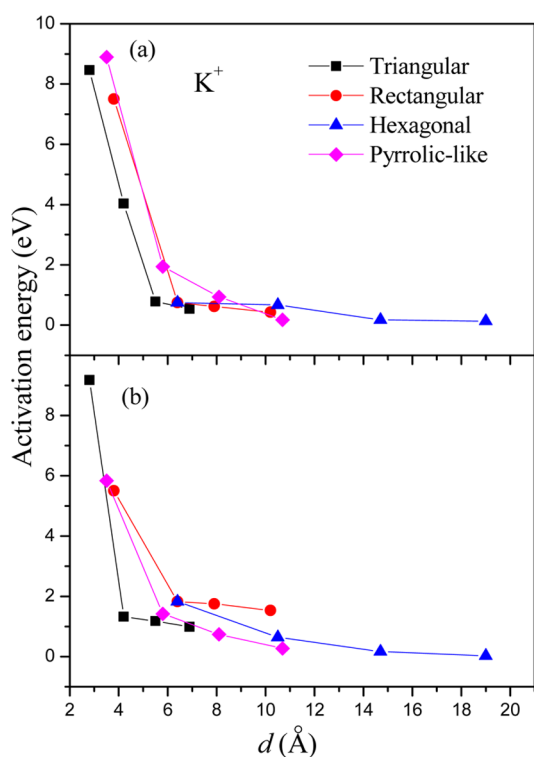 10
(a)
K+
Triangular
Rectangular
Hexagonal
Pyrrolic-like
8
6
4
2
0
Activation energy (eV)
(b)
8
6
4
2
0
2 4 6 8 10 12 14 16 18 20
d (Å)